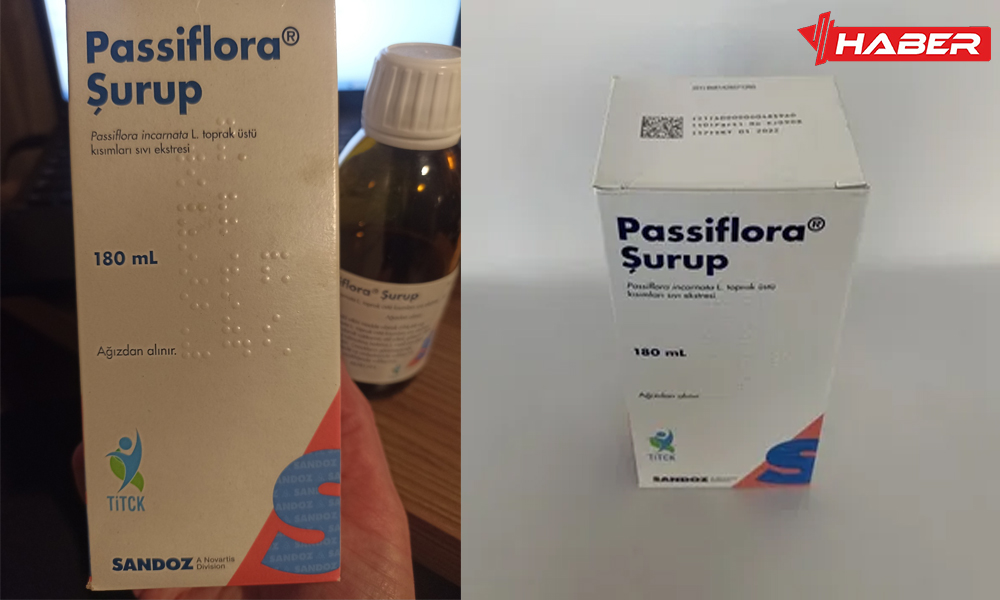 Passiflora®
Şurup
Passiflora incarnata L. toprak üstü
kısımları sıvı ekstresi
180 mL
Ağızdan alınır.
TİTCK
SANDOZ A Novartis
Division
SANDOZ
Passiflora® Şurup
HABER
Passiflora®
Şurup
Passiflora incarnata L. toprak üstü
kısımları sıvı ekstresi
180 mL
Ağızdan alınır
TİTCK
SANDOZ